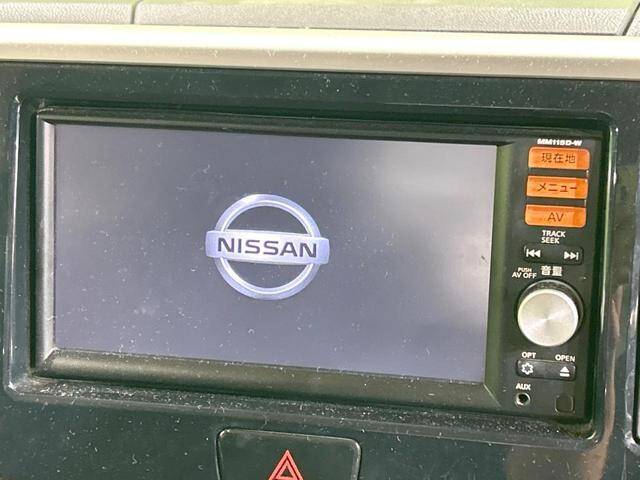 MM115D-W
現在地
メニュー
AV
TRACK
SEEK
PUSH
AV OFF
音量
NISSAN
OPT
OPEN
AUX